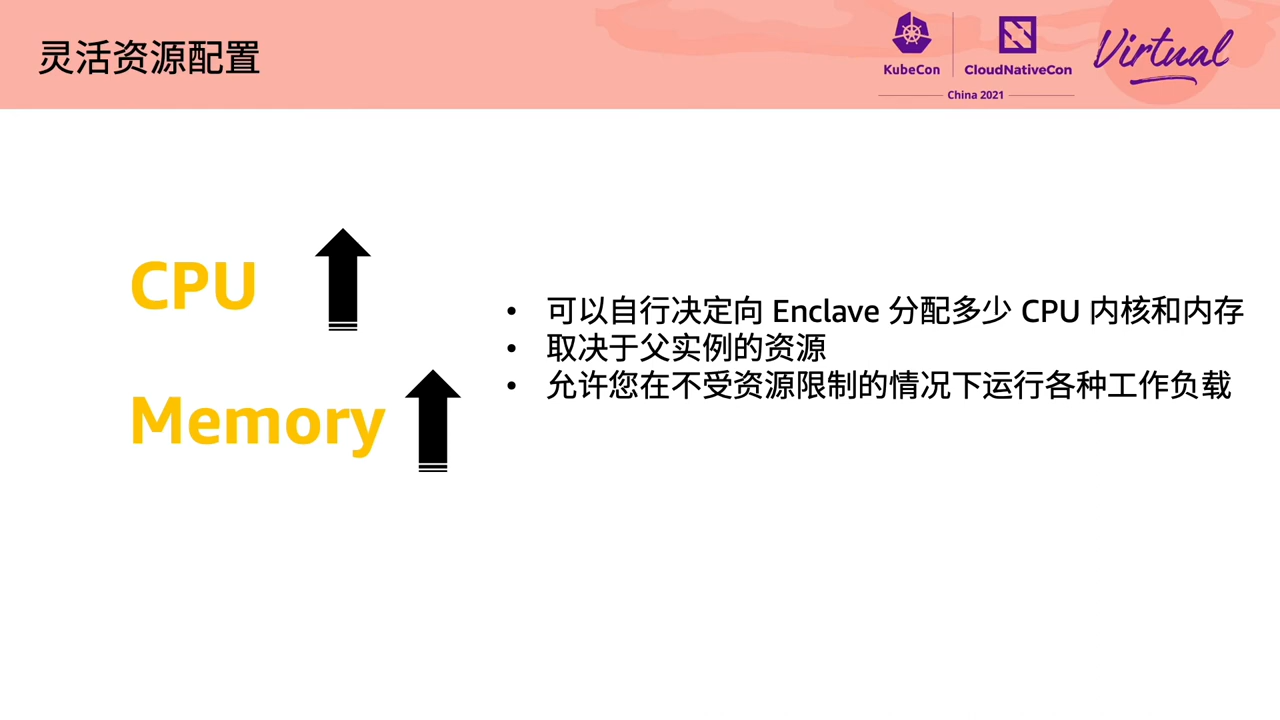 灵活资源配置
KubeCon
CloudNativeCon
China 2021
Virtual
CPU
Memory
• 可以自行决定向 Enclave 分配多少 CPU 内核和内存
• 取决于父实例的资源
• 允许您在不受资源限制的情况下运行各种工作负载